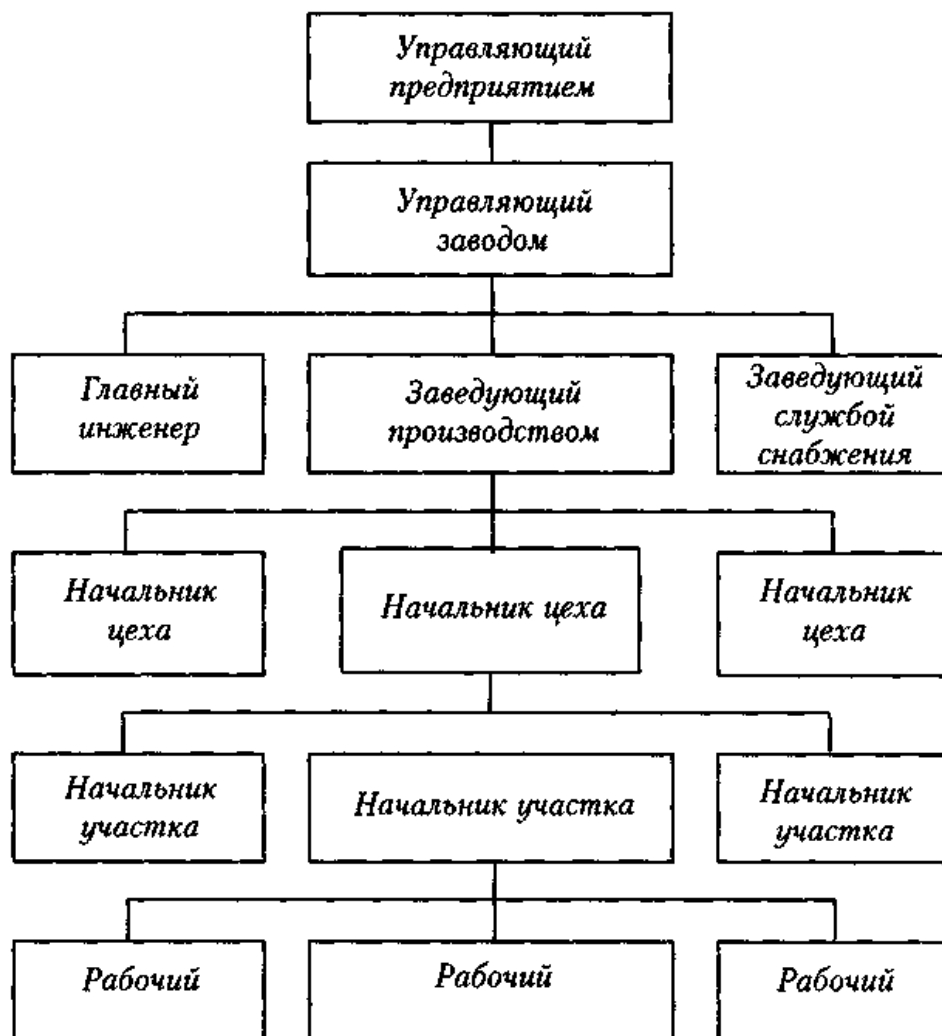 Управляющий
предприятием
Управляющий
заводом
Главный
инженер
Заведующий
производством
Заведующий
службой
снабжения
Начальник
цеха
Начальник цеха
Начальник
цеха
Начальник
участка
Начальник участка
Начальник
участка
Рабочий
Рабочий
Рабочий